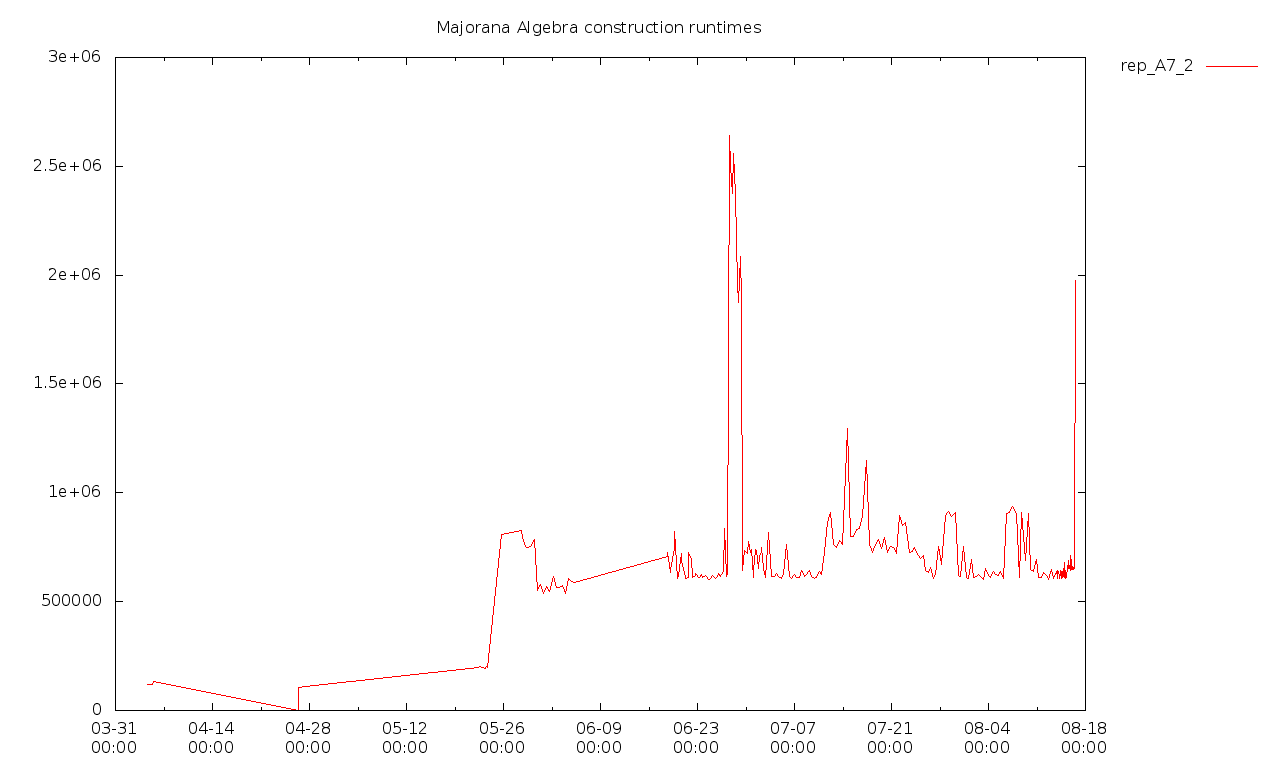 Majorana Algebra construction runtimes
rep_A7_2
3e+06
2.5e+06
2e+06
1.5e+06
1e+06
500000
0
03-31 04-14 04-28 05-12 05-26 06-09 06-23 07-07 07-21 08-04 08-18
00:00 00:00 00:00 00:00 00:00 00:00 00:00 00:00 00:00 00:00 00:00